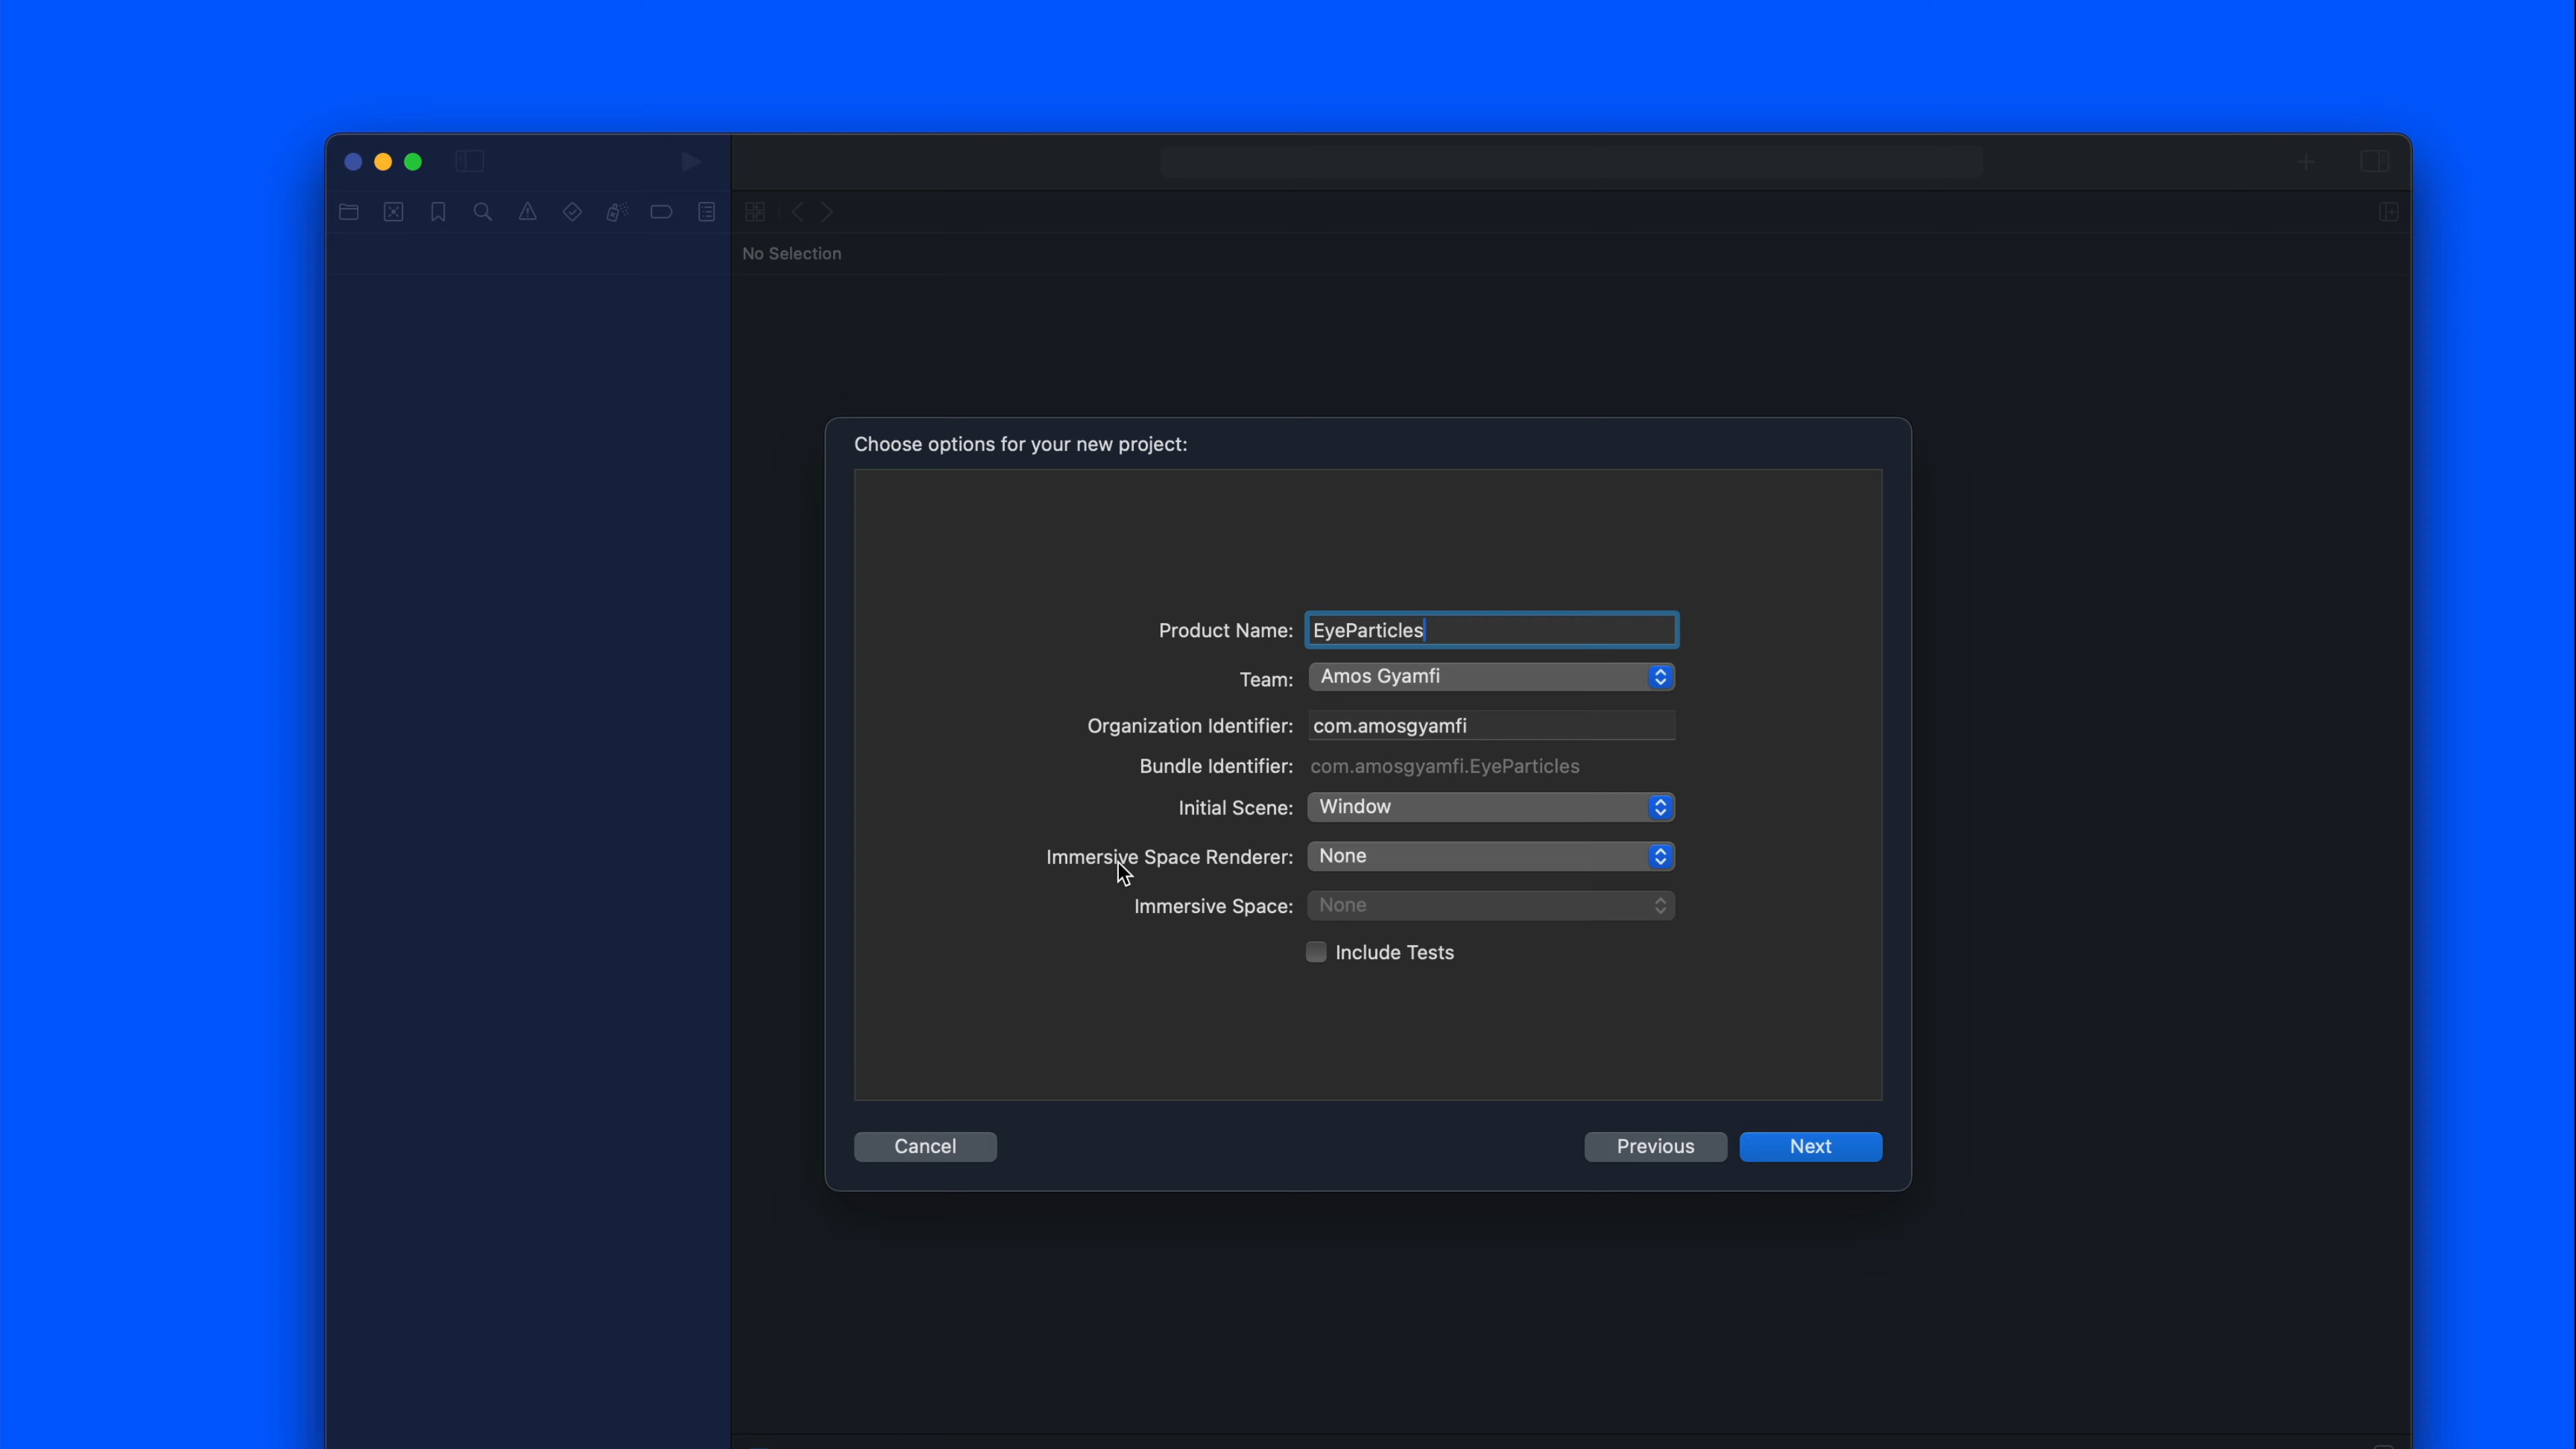 No Selection
Choose options for your new project:
Product Name: EyeParticles
Team: Amos Gyamfi
Organization Identifier: com.amosgyamfi
Bundle Identifier: com.amosgyamfi.EyeParticles
Initial Scene: Window
Immersive Space Renderer: None
Immersive Space: None
Include Tests
Cancel Previous Next